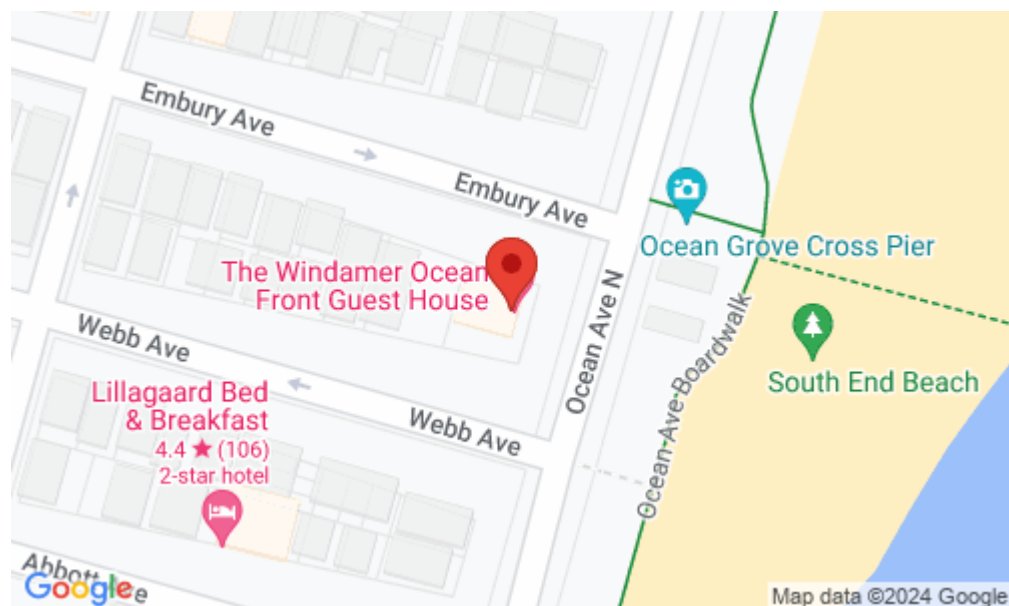 Embury Ave
Embury Ave
Ocean Grove Cross Pier
The Windamer Ocean
Front Guest House
Ocean Ave N
Ocean Ave Boardwalk
South End Beach
Webb Ave
Webb Ave
Lillagaard Bed
& Breakfast
4.4 ★ (106)
2-star hotel
Abbott
Google
Map data ©2024 Google